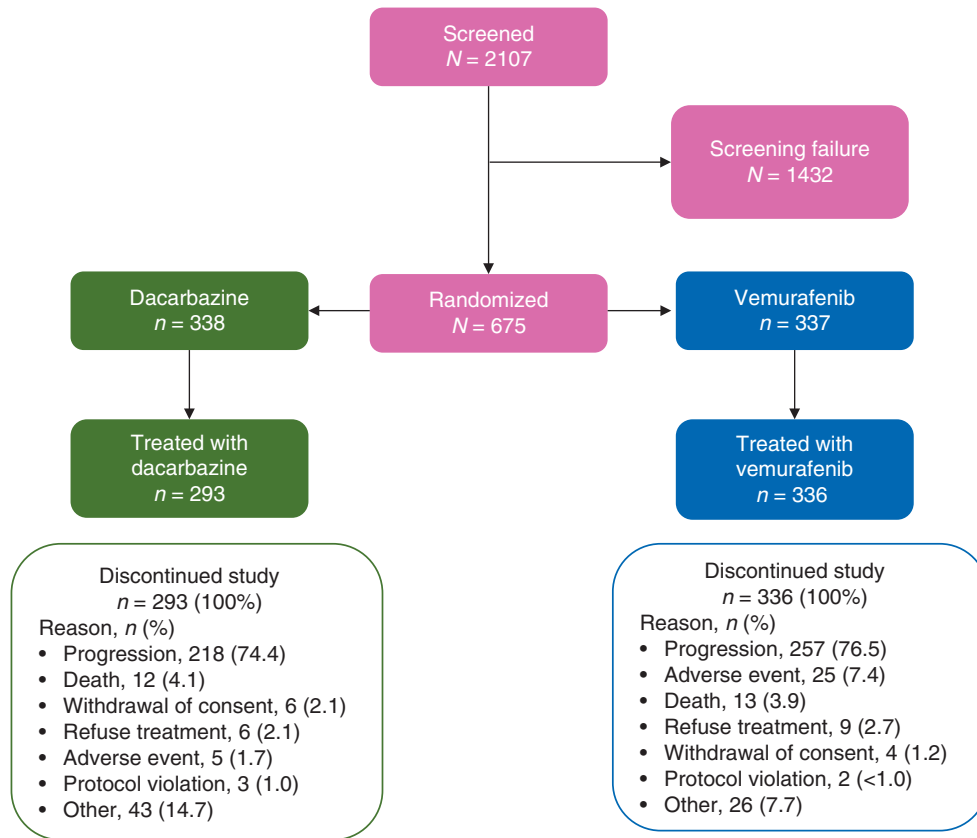 Screened
N = 2107
Screening failure
N = 1432
Dacarbazine
n = 338
Randomized
N = 675
Vemurafenib
n = 337
Treated with
dacarbazine
n = 293
Treated with
vemurafenib
n = 336
Discontinued study
n = 293 (100%)
Reason, n (%)
• Progression, 218 (74.4)
• Death, 12 (4.1)
• Withdrawal of consent, 6 (2.1)
• Refuse treatment, 6 (2.1)
• Adverse event, 5 (1.7)
• Protocol violation, 3 (1.0)
• Other, 43 (14.7)
Discontinued study
n = 336 (100%)
Reason, n (%)
• Progression, 257 (76.5)
• Adverse event, 25 (7.4)
• Death, 13 (3.9)
• Refuse treatment, 9 (2.7)
• Withdrawal of consent, 4 (1.2)
• Protocol violation, 2 (<1.0)
• Other, 26 (7.7)